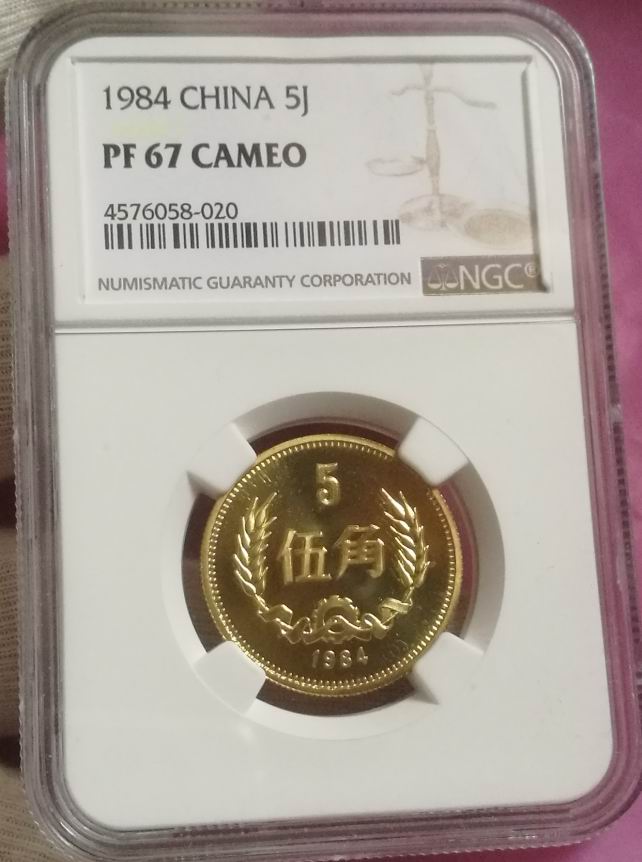 1984 CHINA 5J
PF 67 CAMEO
4576058-020
NUMISMATIC GUARANTY CORPORATION
NGC®
5
伍角
1984